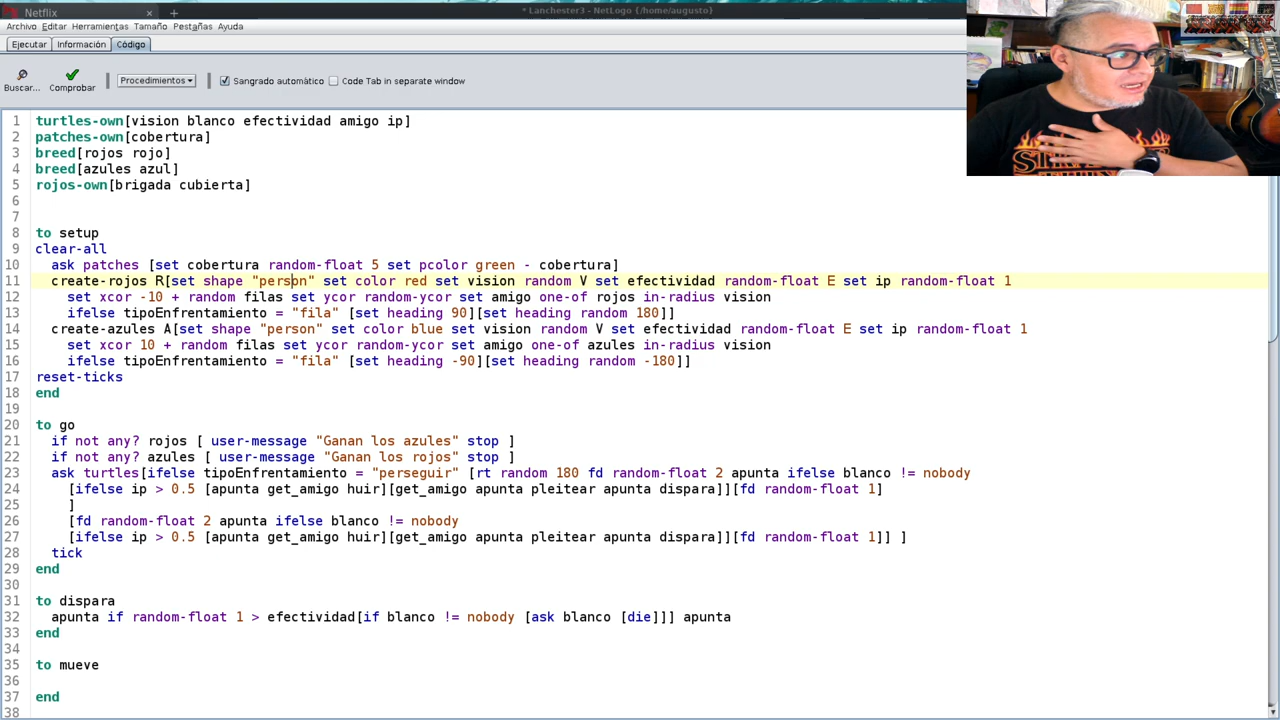 Netflix
* Lanchester3 - NetLogo {/home/augusto}
Archivo Editar Herramientas Tamaño Pestañas Ayuda
Ejecutar Información Código
Buscar... Comprobar Procedimientos Sangrado automático Code Tab in separate window
1 turtles-own[vision blanco efectividad amigo ip]
2 patches-own[cobertura]
3 breed[rojos rojo]
4 breed[azules azul]
5 rojos-own[brigada cubierta]
6
7
8 to setup
9 clear-all
10 ask patches [set cobertura random-float 5 set pcolor green - cobertura]
11 create-rojos R[set shape "person" set color red set vision random V set efectividad random-float E set ip random-float 1
12 set xcor -10 + random filas set ycor random-ycor set amigo one-of rojos in-radius vision
13 ifelse tipoEnfrentamiento = "fila" [set heading 90][set heading random 180]]
14 create-azules A[set shape "person" set color blue set vision random V set efectividad random-float E set ip random-float 1
15 set xcor 10 + random filas set ycor random-ycor set amigo one-of azules in-radius vision
16 ifelse tipoEnfrentamiento = "fila" [set heading -90][set heading random -180]]
17 reset-ticks
18 end
19
20 to go
21 if not any? rojos [ user-message "Ganan los azules" stop ]
22 if not any? azules [ user-message "Ganan los rojos" stop ]
23 ask turtles[ifelse tipoEnfrentamiento = "perseguir" [rt random 180 fd random-float 2 apunta ifelse blanco != nobody
24 [ifelse ip > 0.5 [apunta get_amigo huir][get_amigo apunta pleitear apunta dispara]][fd random-float 1]
25 ]
26 [fd random-float 2 apunta ifelse blanco != nobody
27 [ifelse ip > 0.5 [apunta get_amigo huir][get_amigo apunta pleitear apunta dispara]][fd random-float 1]] ]
28 tick
29 end
30
31 to dispara
32 apunta if random-float 1 > efectividad[if blanco != nobody [ask blanco [die]]] apunta
33 end
34
35 to mueve
36
37 end
38